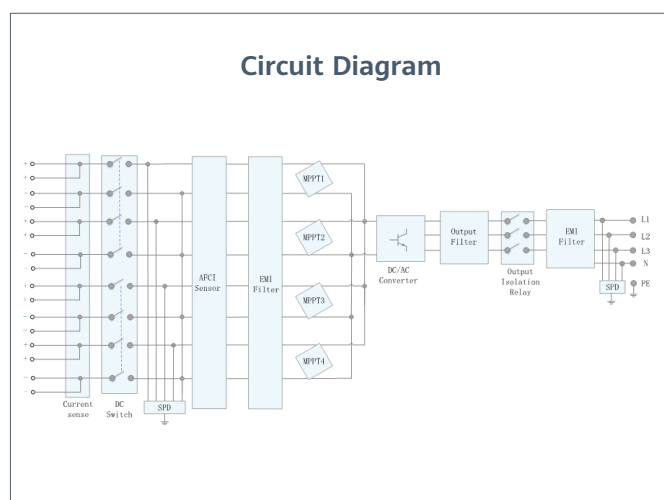 Circuit Diagram
+
+
-
-
+
+
-
-
+
+
-
-
+
+
-
-
Current
sense
DC
Switch
SPD
AFCI
Sensor
EMI
Filter
MPPT1
MPPT2
MPPT3
MPPT4
DC/AC
Converter
Output
Filter
Output
Isolation
Relay
EMI
Filter
L1
L2
L3
N
SPD
PE